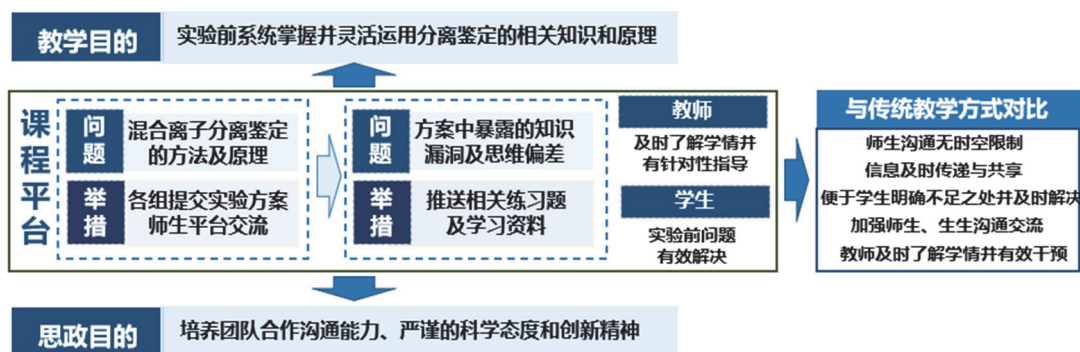 教学目的
实验前系统掌握并灵活运用分离鉴定的相关知识和原理
课程平台
问题
混合离子分离鉴定
的方法及原理
举措
各组提交实验方案
师生平台交流
问题
方案中暴露的知识
漏洞及思维偏差
举措
推送相关练习题
及学习资料
教师
及时了解学情并
有针对性指导
学生
实验前问题
有效解决
与传统教学方式对比
师生沟通无时空限制
信息及时传递与共享
便于学生明确不足之处并及时解决
加强师生、生生沟通交流
教师及时了解学情并有效干预
思政目的
培养团队合作沟通能力、严谨的科学态度和创新精神